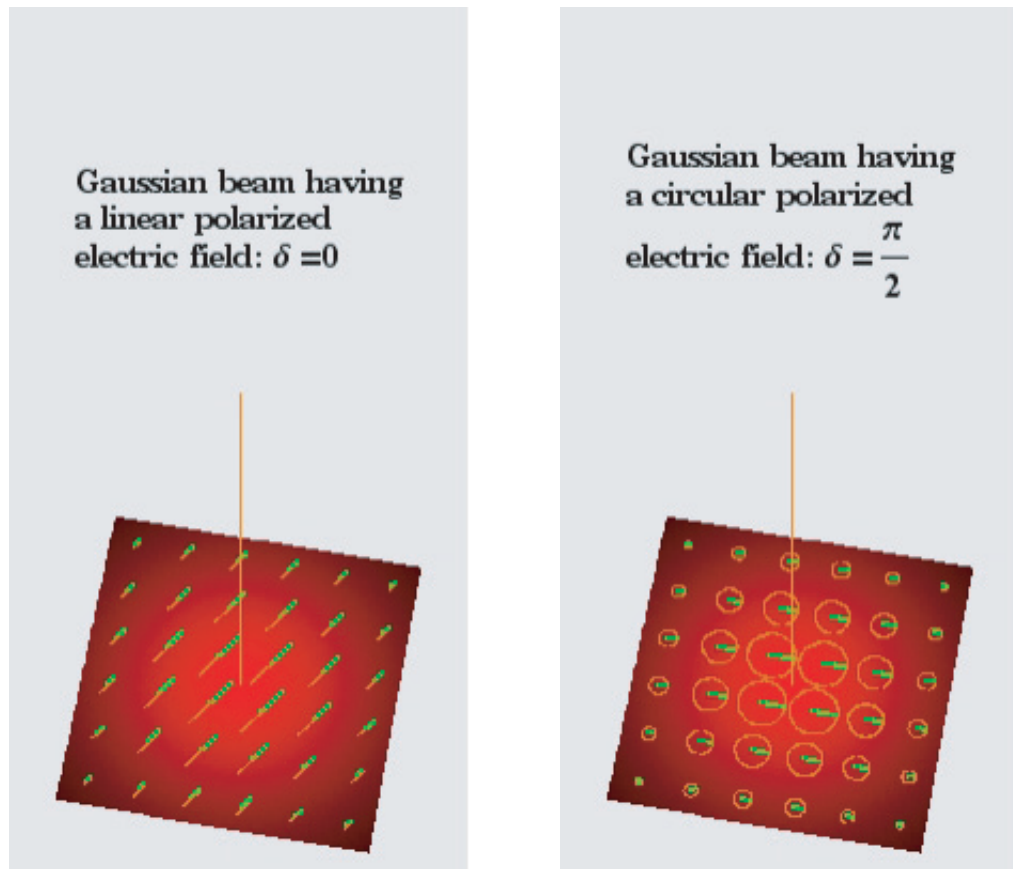 Gaussian beam having
a linear polarized
electric field: δ =0
Gaussian beam having
a circular polarized
electric field: δ = π/2